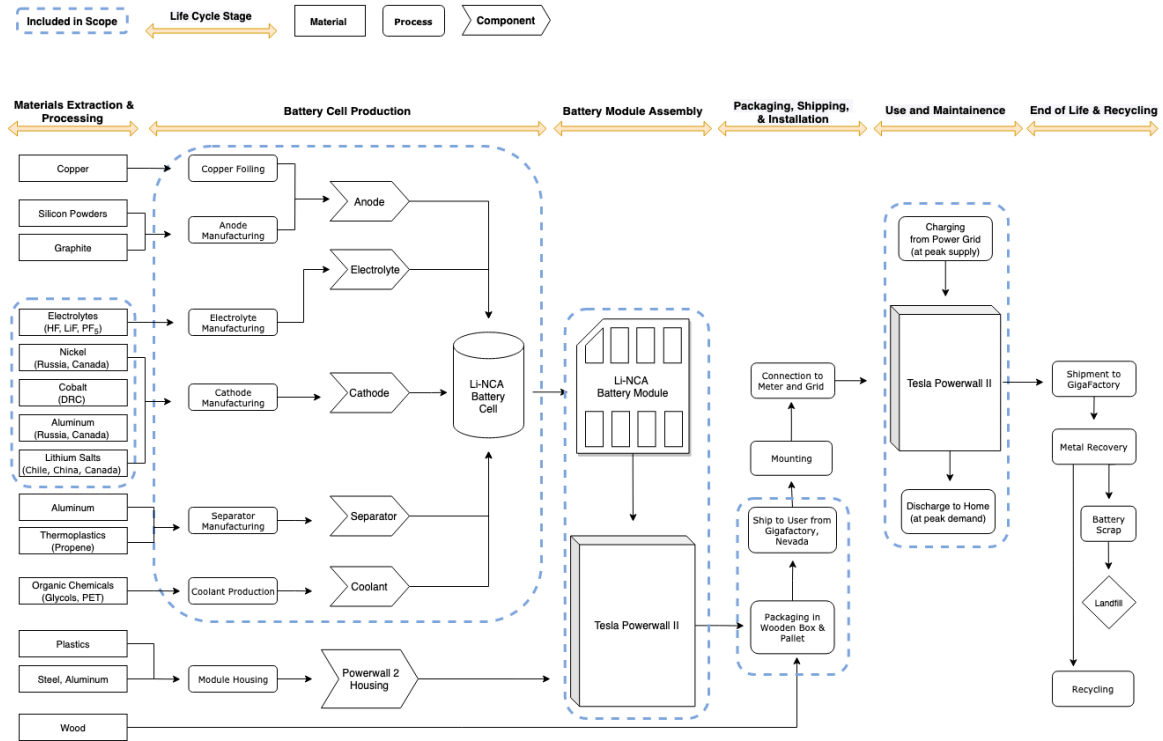 Included in Scope
Life Cycle Stage
Material
Process
Component
Materials Extraction &
Processing
Battery Cell Production
Battery Module Assembly
Packaging, Shipping,
& Installation
Use and Maintainence
End of Life & Recycling
Copper
Silicon Powders
Graphite
Electrolytes
(HF, LiF, PF5)
Nickel
(Russia, Canada)
Cobalt
(DRC)
Aluminum
(Russia, Canada)
Lithium Salts
(Chile, China, Canada)
Aluminum
Thermoplastics
(Propene)
Organic Chemicals
(Glycols, PET)
Plastics
Steel, Aluminum
Wood
Copper Foiling
Anode
Manufacturing
Electrolyte
Manufacturing
Cathode
Manufacturing
Separator
Manufacturing
Coolant Production
Module Housing
Anode
Electrolyte
Cathode
Separator
Coolant
Powerwall 2
Housing
Li-NCA
Battery
Cell
Li-NCA
Battery Module
Tesla Powerwall II
Connection to
Meter and Grid
Mounting
Ship to User from
Gigafactory,
Nevada
Packaging in
Wooden Box &
Pallet
Charging
from Power Grid
(at peak supply)
Tesla Powerwall II
Discharge to Home
(at peak demand)
Shipment to
GigaFactory
Metal Recovery
Battery
Scrap
Landfill
Recycling